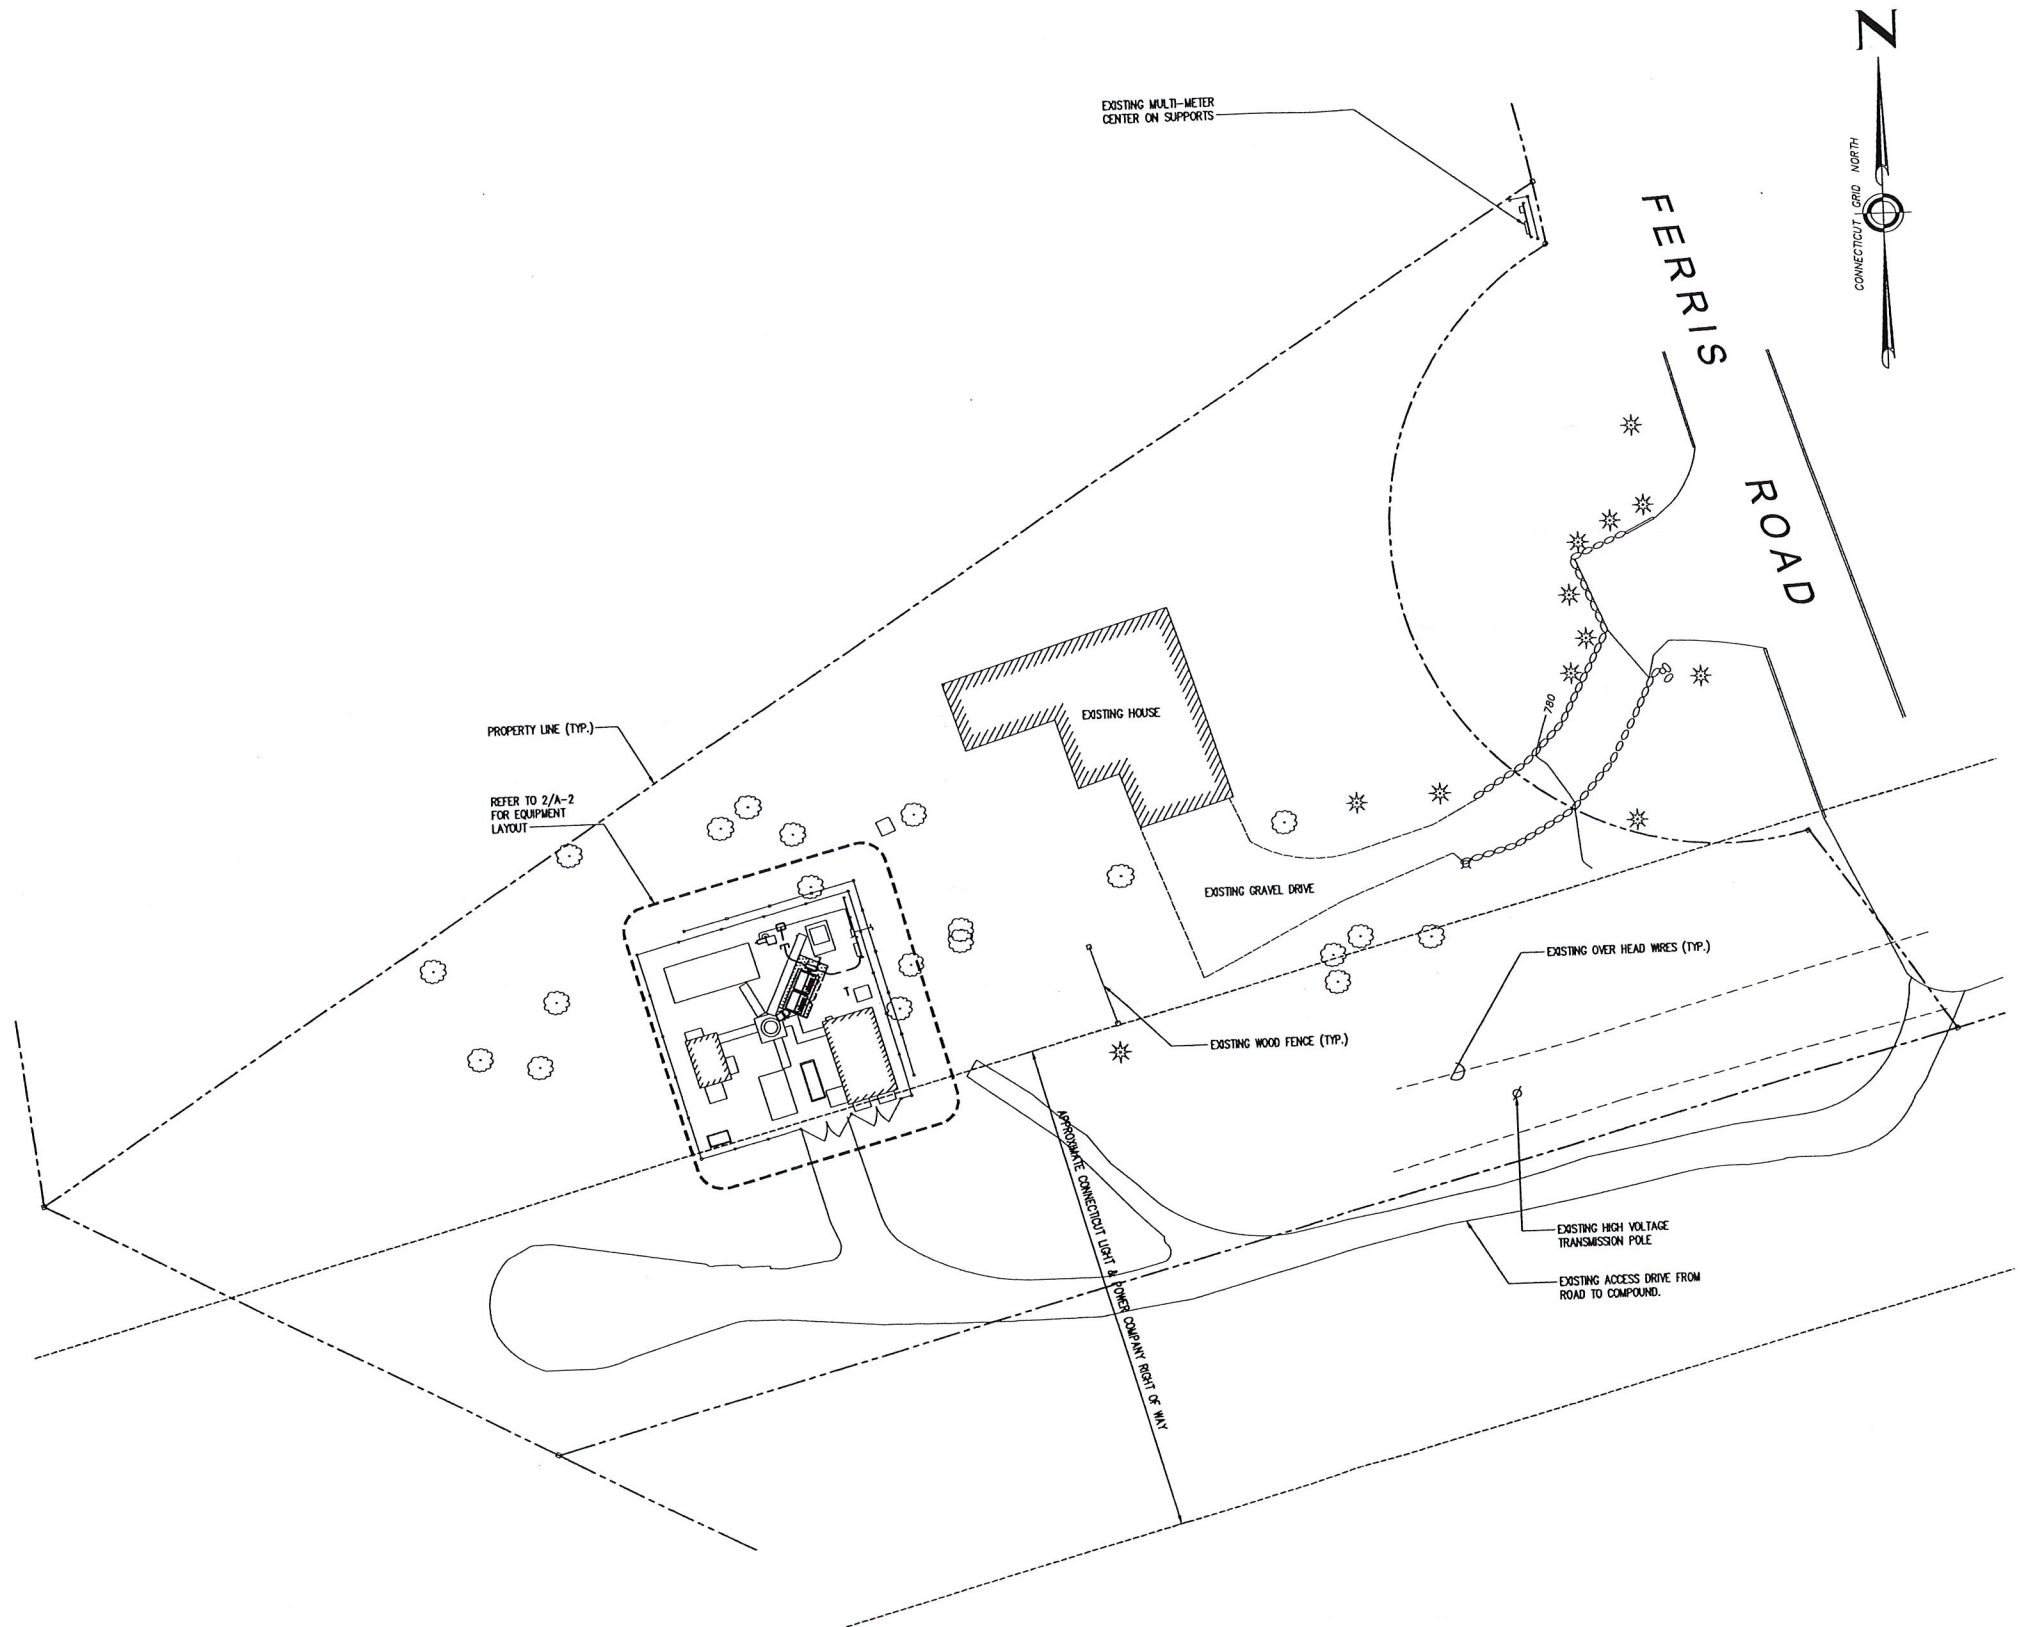 N
CONNECTICUT GRID NORTH
EXISTING MULTI-METER
CENTER ON SUPPORTS
FERRIS
ROAD
780
EXISTING HOUSE
PROPERTY LINE (TYP.)
REFER TO 2/A-2
FOR EQUIPMENT
LAYOUT
EXISTING GRAVEL DRIVE
EXISTING OVER HEAD WIRES (TYP.)
EXISTING WOOD FENCE (TYP.)
APPROXIMATE CONNECTICUT LIGHT & POWER COMPANY RIGHT OF WAY
EXISTING HIGH VOLTAGE
TRANSMISSION POLE
EXISTING ACCESS DRIVE FROM
ROAD TO COMPOUND.
T